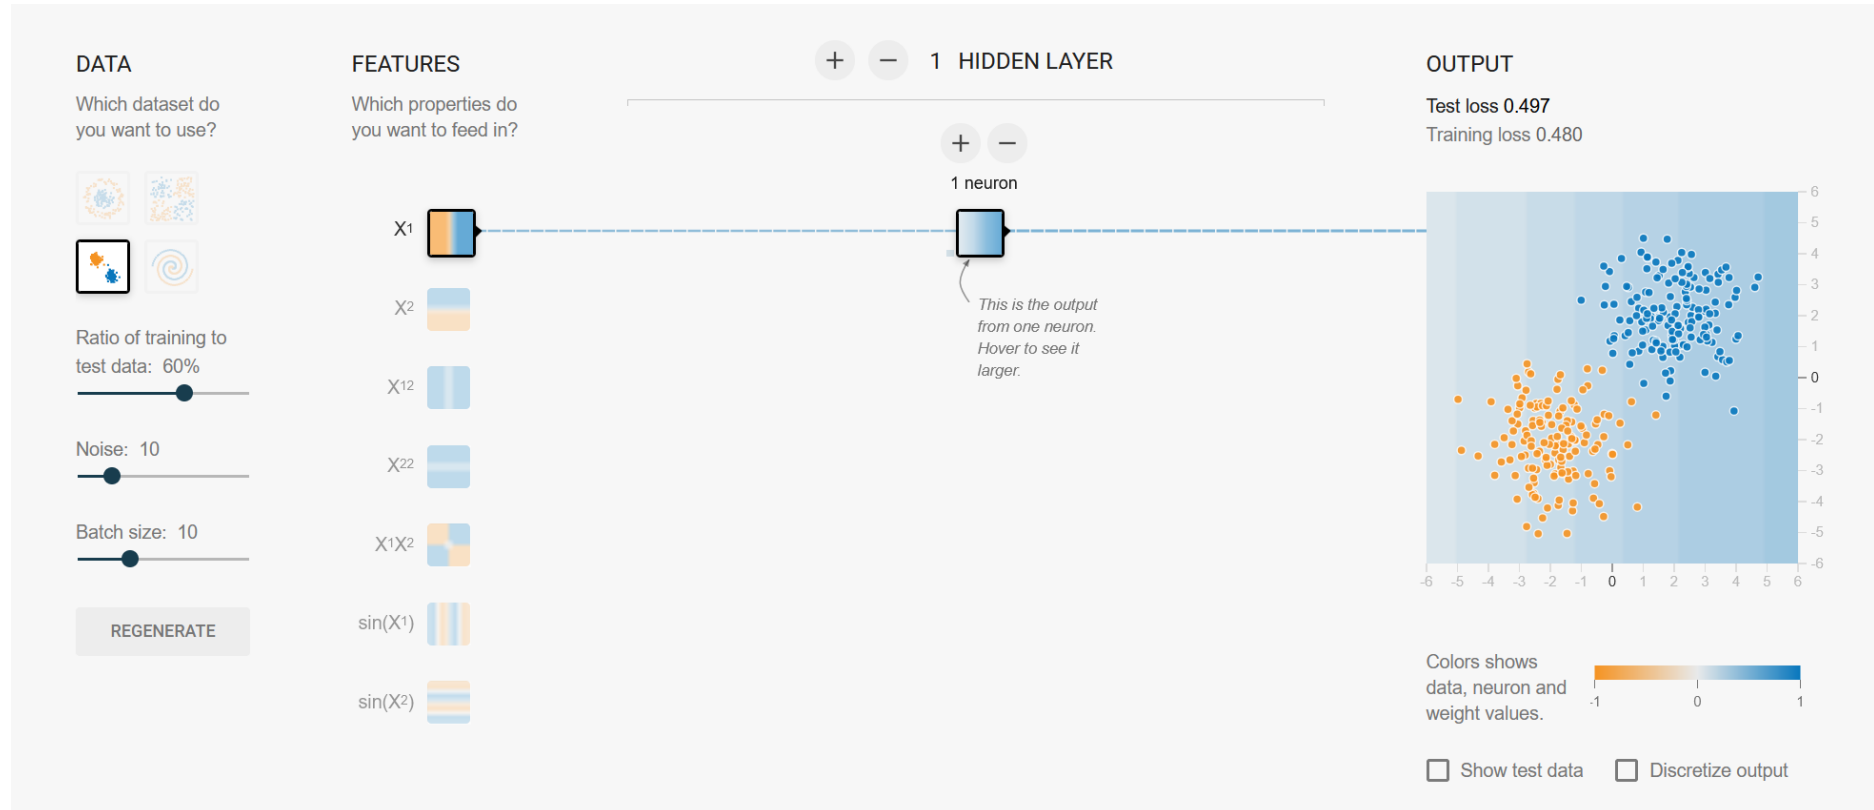 DATA
Which dataset do
you want to use?
Ratio of training to
test data: 60%
Noise: 10
Batch size: 10
REGENERATE
FEATURES
Which properties do
you want to feed in?
X1
X2
X12
X22
X1X2
sin(X1)
sin(X2)
+ − 1 HIDDEN LAYER
+ −
1 neuron
This is the output
from one neuron.
Hover to see it
larger.
OUTPUT
Test loss 0.497
Training loss 0.480
6
5
4
3
2
1
0
-1
-2
-3
-4
-5
-6
-6 -5 -4 -3 -2 -1 0 1 2 3 4 5 6
Colors shows
data, neuron and
weight values.
-1 0 1
Show test data
Discretize output